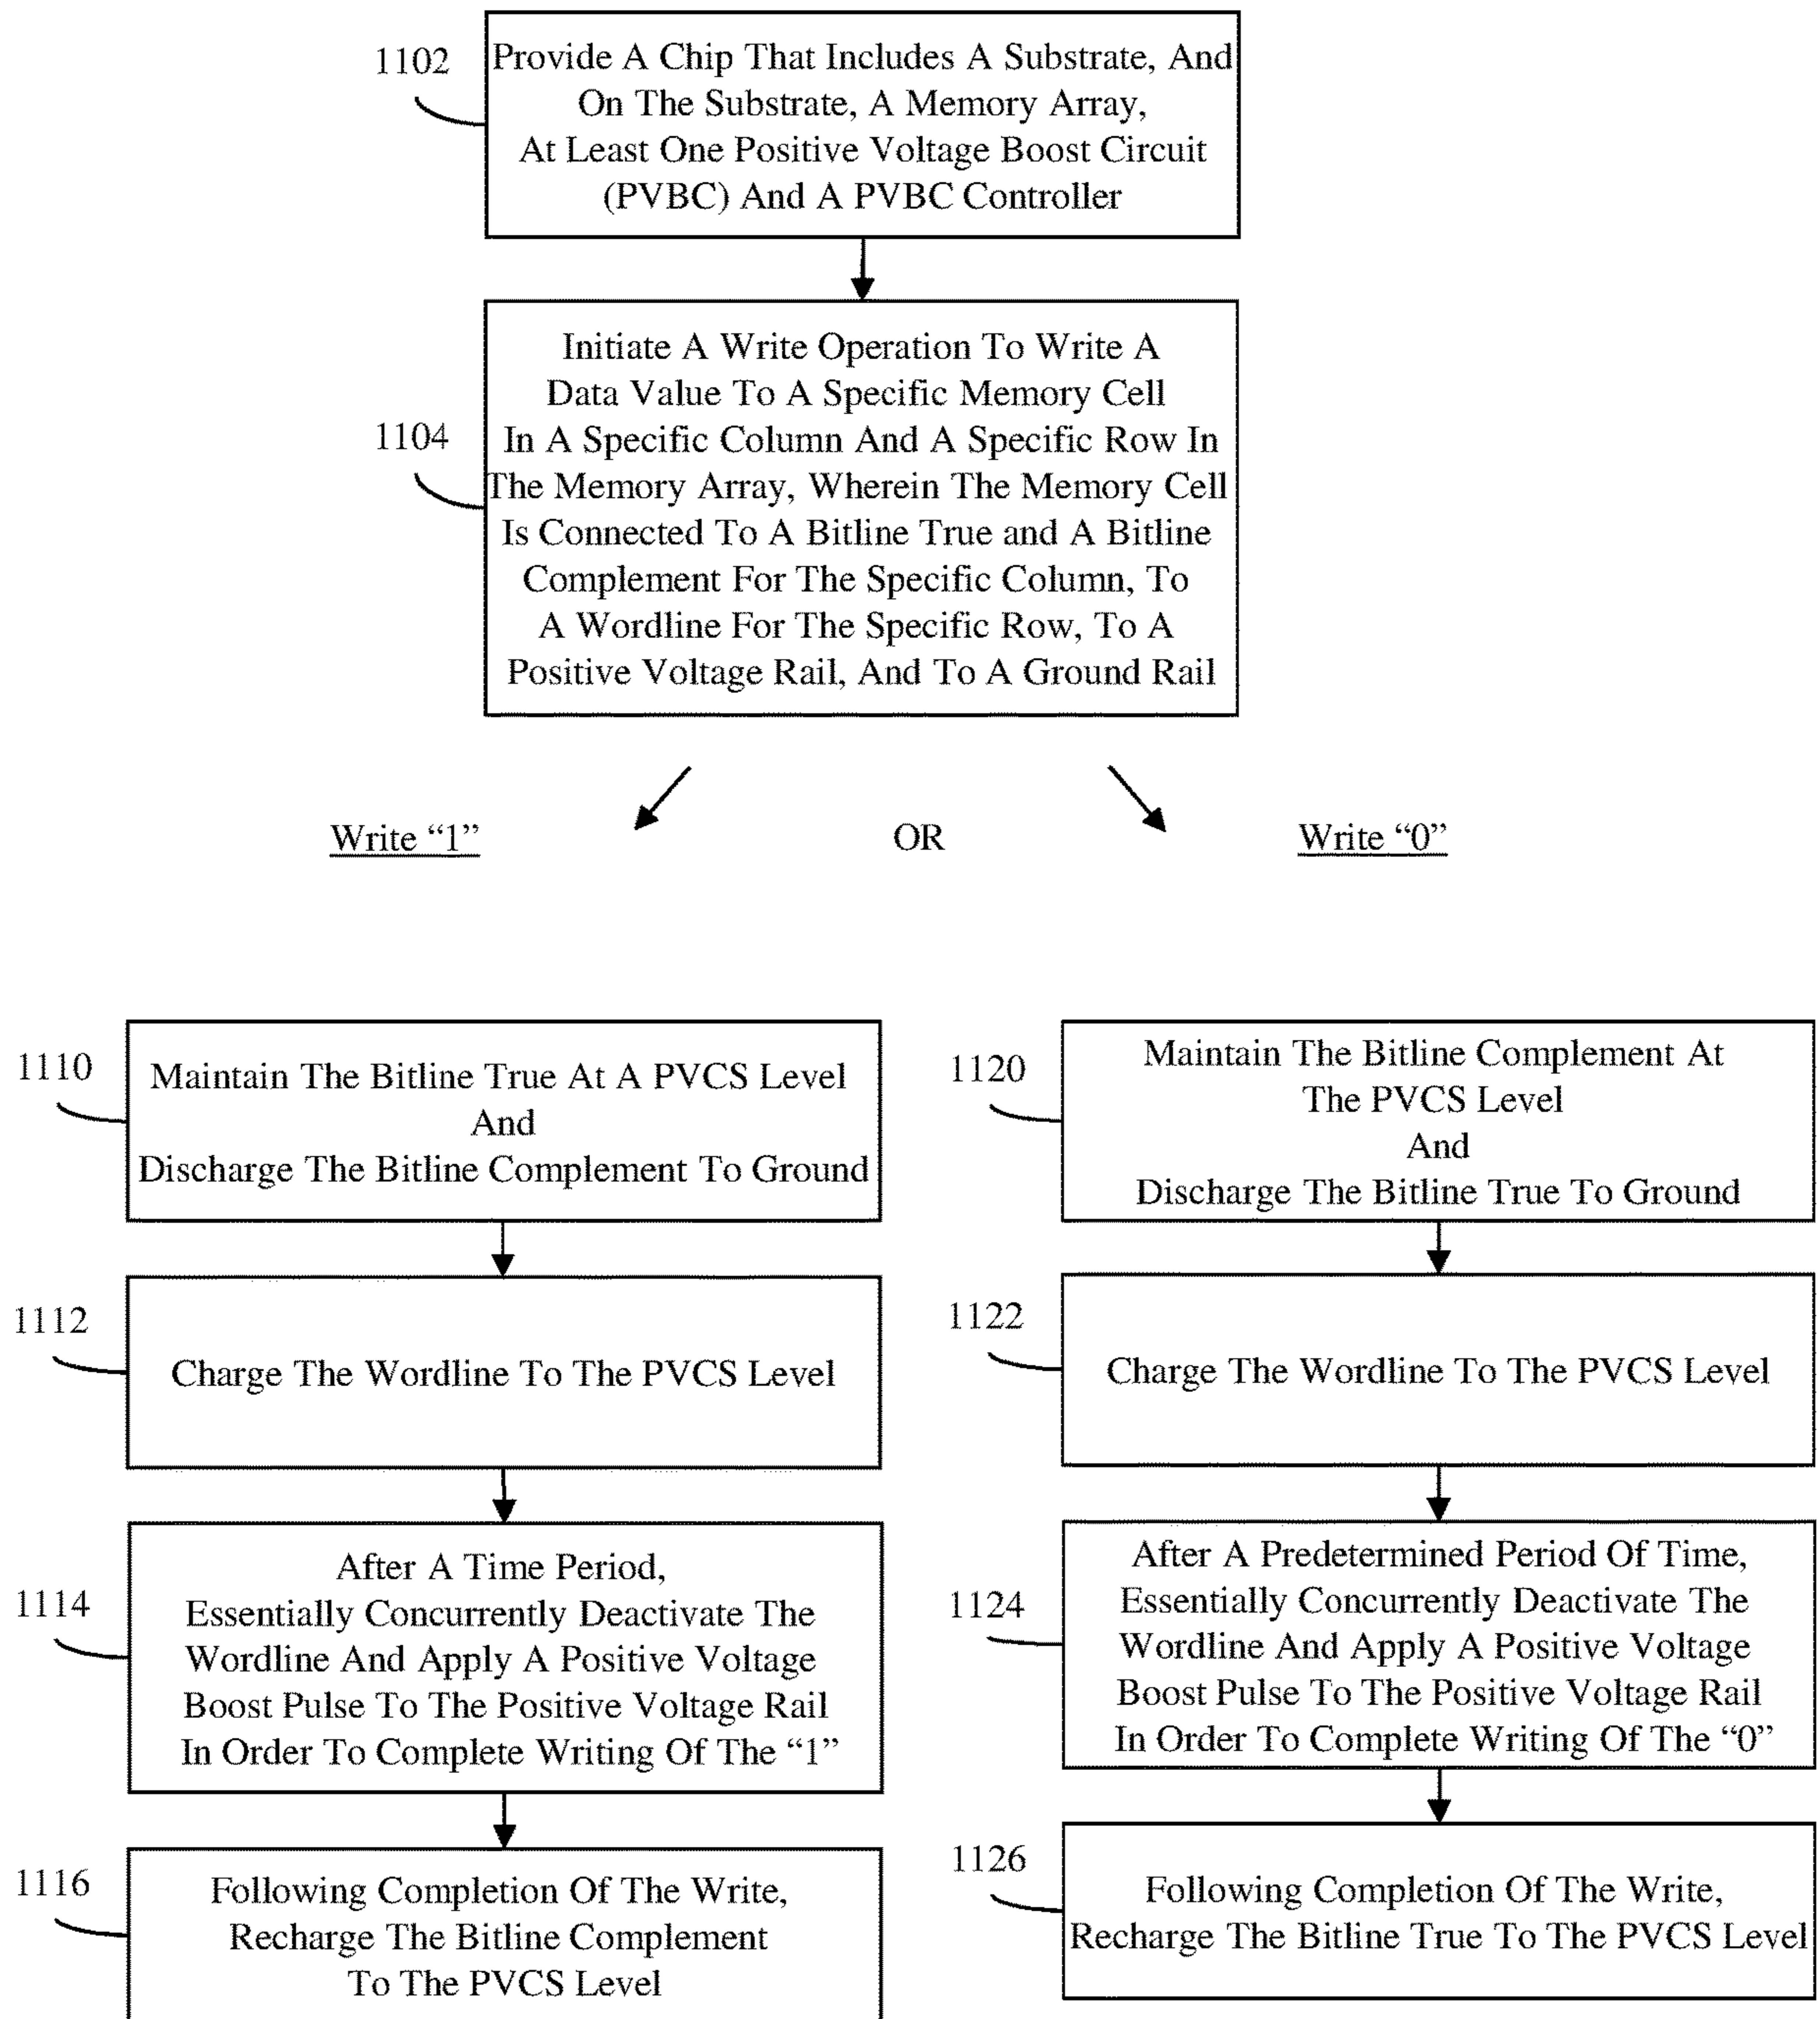 1102
Provide A Chip That Includes A Substrate, And
On The Substrate, A Memory Array,
At Least One Positive Voltage Boost Circuit
(PVBC) And A PVBC Controller
1104
Initiate A Write Operation To Write A
Data Value To A Specific Memory Cell
In A Specific Column And A Specific Row In
The Memory Array, Wherein The Memory Cell
Is Connected To A Bitline True and A Bitline
Complement For The Specific Column, To
A Wordline For The Specific Row, To A
Positive Voltage Rail, And To A Ground Rail
Write “1”
OR
Write “0”
1110
Maintain The Bitline True At A PVCS Level
And
Discharge The Bitline Complement To Ground
1112
Charge The Wordline To The PVCS Level
1114
After A Time Period,
Essentially Concurrently Deactivate The
Wordline And Apply A Positive Voltage
Boost Pulse To The Positive Voltage Rail
In Order To Complete Writing Of The “1”
1116
Following Completion Of The Write,
Recharge The Bitline Complement
To The PVCS Level
1120
Maintain The Bitline Complement At
The PVCS Level
And
Discharge The Bitline True To Ground
1122
Charge The Wordline To The PVCS Level
1124
After A Predetermined Period Of Time,
Essentially Concurrently Deactivate The
Wordline And Apply A Positive Voltage
Boost Pulse To The Positive Voltage Rail
In Order To Complete Writing Of The “0”
1126
Following Completion Of The Write,
Recharge The Bitline True To The PVCS Level